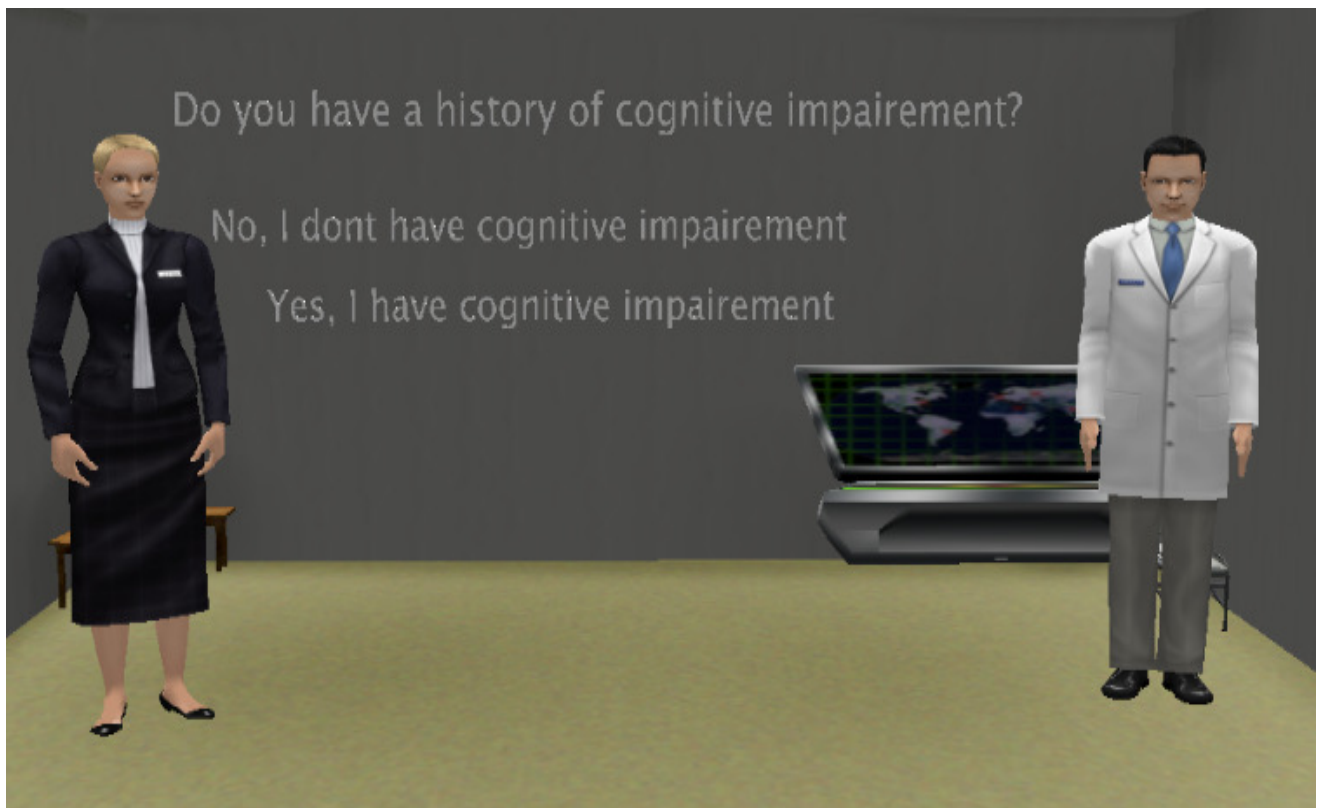 Do you have a history of cognitive impairement?
No, I dont have cognitive impairement
Yes, I have cognitive impairement